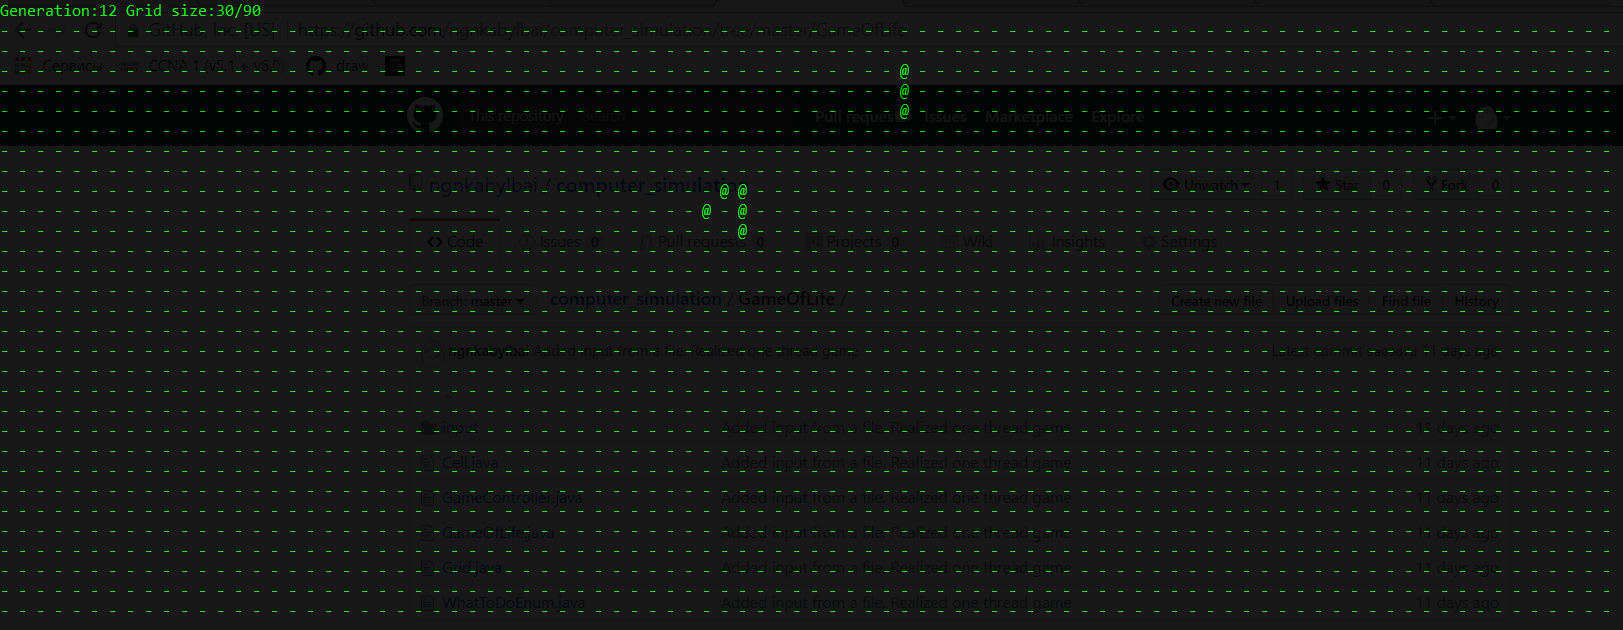 Generation:12 Grid size:30/90
GitHub, Inc. [US] https://github.com/ngnkabylbai/computer_simulation/tree/master/GameOfLife
Сервисы CCNA 1 (v5.1 + v6.0) draw
@
@
@
This repository Search Pull requests Issues Marketplace Explore
ngnkabylbai / computer_simulation Unwatch 1 Star 0 Fork 0
@ @
@ @
@
Code Issues 0 Pull requests 0 Projects 0 Wiki Insights Settings
Branch: master computer_simulation / GameOfLife / Create new file Upload files Find file History
ngnkabylbai Added input from a file. Realized one thread game Latest commit 11 days ago
..
input Added input from a file. Realized one thread game 11 days ago
Cell.java Added input from a file. Realized one thread game 11 days ago
GameController.java Added input from a file. Realized one thread game 11 days ago
GameOfLife.java Added input from a file. Realized one thread game 11 days ago
Grid.java Added input from a file. Realized one thread game 11 days ago
WhatToDoEnum.java Added input from a file. Realized one thread game 11 days ago